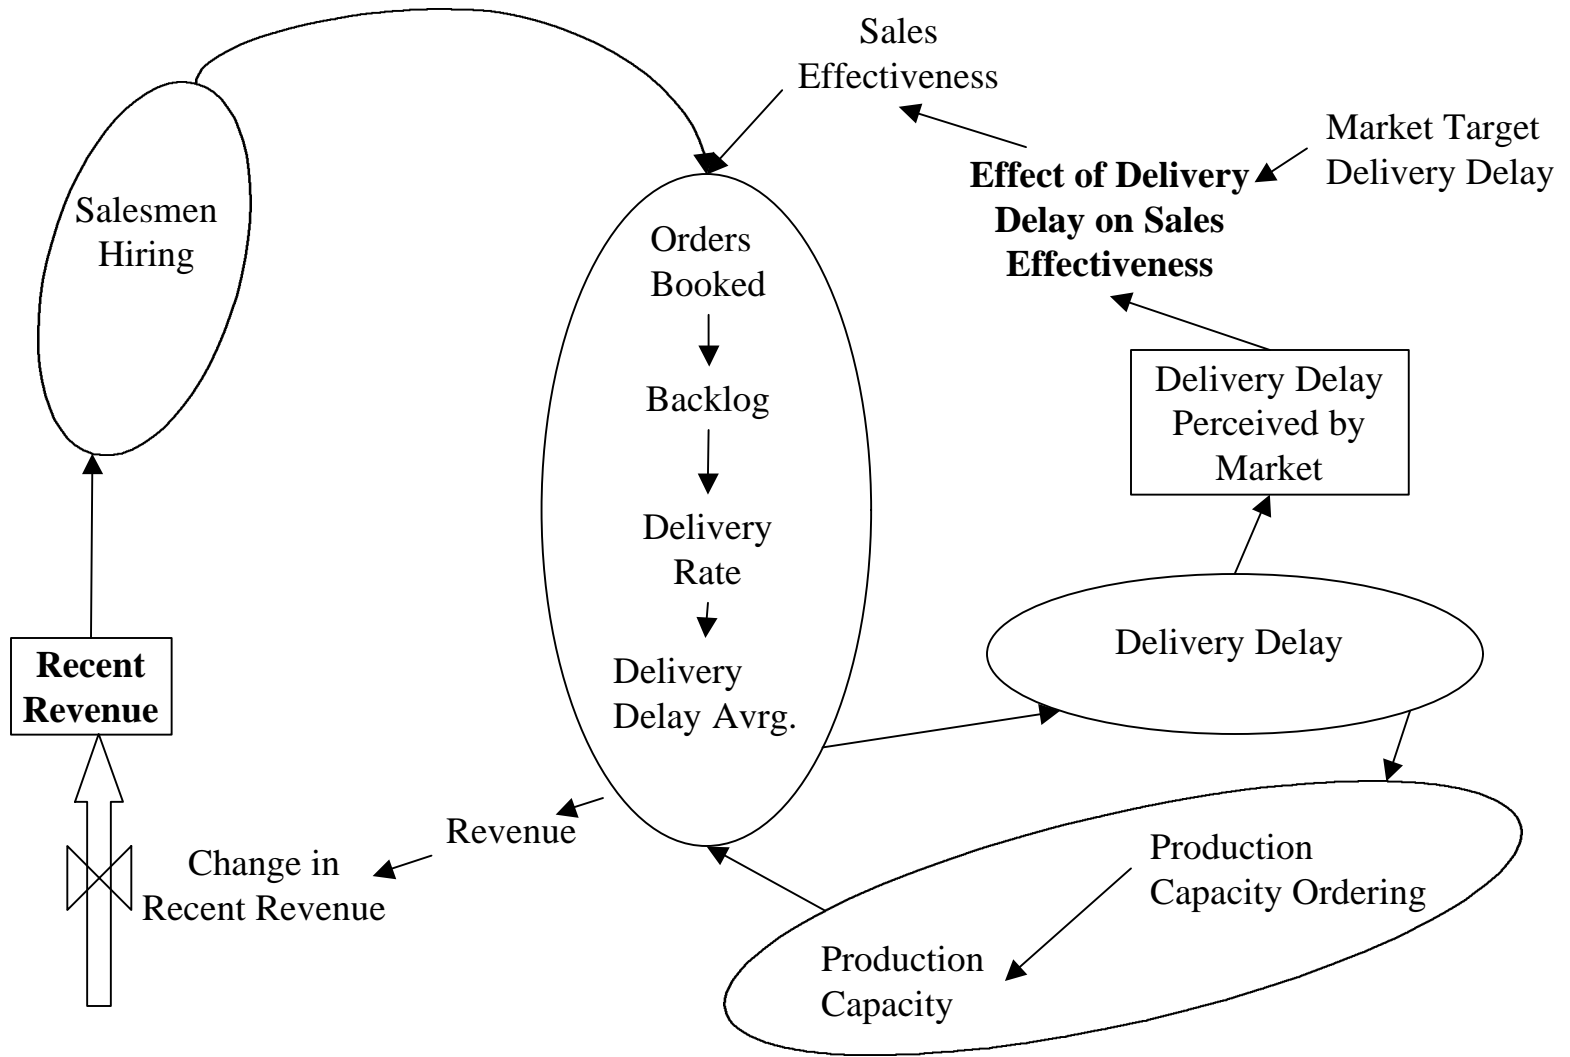 Sales
Effectiveness
Market Target
Delivery Delay
Effect of Delivery
Delay on Sales
Effectiveness
Salesmen
Hiring
Orders
Booked
Backlog
Delivery
Rate
Delivery
Delay Avrg.
Delivery Delay
Perceived by
Market
Delivery Delay
Recent
Revenue
Revenue
Change in
Recent Revenue
Production
Capacity Ordering
Production
Capacity